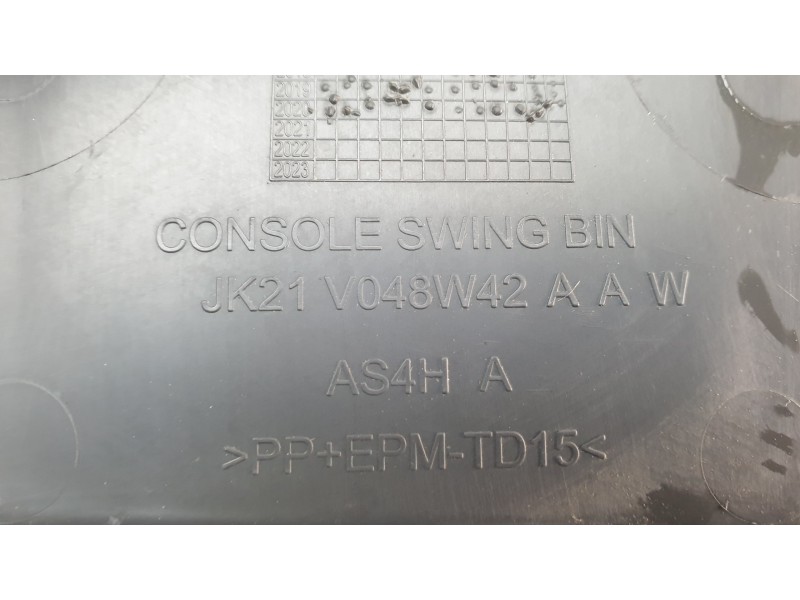 2019
2020
2021
2022
2023
CONSOLE SWING BIN
JK21 V048W42 A A W
AS4H A
>PP+EPM-TD15<